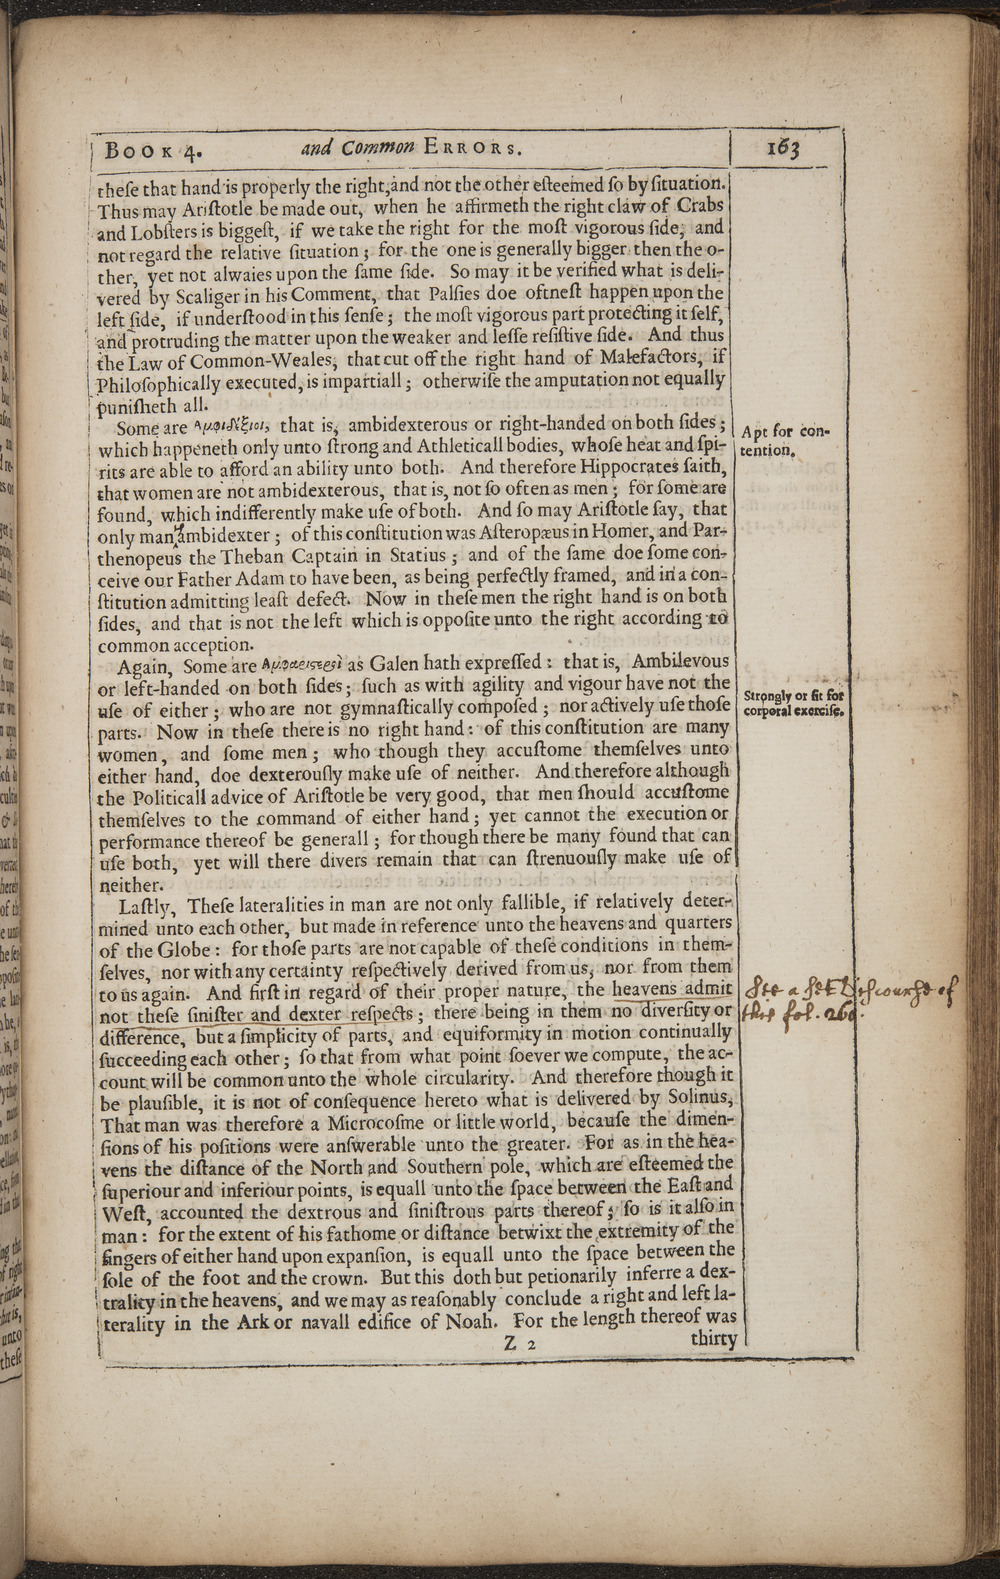 BOOK 4. and Common ERRORS. 163
theſe that hand is properly the right, and not the other eſteemed ſo by ſituation.
Thus may Ariſtotle be made out, when he affirmeth the right claw of Crabs
and Lobſters is biggeſt, if we take the right for the moſt vigorous ſide, and
not regard the relative ſituation; for the one is generally bigger then the o-
ther, yet not alwaies upon the ſame ſide. So may it be verified what is deli-
vered by Scaliger in his Comment, that Palſies doe oftneſt happen upon the
left ſide, if underſtood in this ſenſe; the moſt vigorous part protecting it ſelf,
and protruding the matter upon the weaker and leſſe reſiſtive ſide. And thus
the Law of Common-Weales, that cut off the right hand of Malefactors, if
Philoſophically executed, is impartiall; otherwiſe the amputation not equally
puniſheth all.
Some are Ἀμφιδέξιοι, that is, ambidexterous or right-handed on both ſides;
which happeneth only unto ſtrong and Athleticall bodies, whoſe heat and ſpi-
rits are able to afford an ability unto both. And therefore Hippocrates ſaith,
that women are not ambidexterous, that is, not ſo often as men; for ſome are
found, which indifferently make uſe of both. And ſo may Ariſtotle ſay, that
only man ambidexter; of this conſtitution was Aſteropæus in Homer, and Par-
thenopeus the Theban Captain in Statius; and of the ſame doe ſome con-
ceive our Father Adam to have been, as being perfectly framed, and in a con-
ſtitution admitting leaſt defect. Now in theſe men the right hand is on both
ſides, and that is not the left which is oppoſite unto the right according to
common acception.
Apt for con-
tention.
Again, Some are Ἀμφαριστεροὶ as Galen hath expreſſed: that is, Ambilevous
or left-handed on both ſides; ſuch as with agility and vigour have not the
uſe of either; who are not gymnaſtically compoſed; nor actively uſe thoſe
parts. Now in theſe there is no right hand: of this conſtitution are many
women, and ſome men; who though they accuſtome themſelves unto
either hand, doe dexterouſly make uſe of neither. And therefore although
the Politicall advice of Ariſtotle be very good, that men ſhould accuſtome
themſelves to the command of either hand; yet cannot the execution or
performance thereof be generall; for though there be many found that can
uſe both, yet will there divers remain that can ſtrenuouſly make uſe of
neither.
Strongly or fit for
corporal exerciſe.
Laſtly, Theſe lateralities in man are not only fallible, if relatively deter-
mined unto each other, but made in reference unto the heavens and quarters
of the Globe: for thoſe parts are not capable of theſe conditions in them-
ſelves, nor with any certainty reſpectively derived from us, nor from them
to us again. And firſt in regard of their proper nature, the heavens admit
not theſe ſiniſter and dexter reſpects; there being in them no diverſity or
difference, but a ſimplicity of parts, and equiformity in motion continually
ſucceeding each other; ſo that from what point ſoever we compute, the ac-
count will be common unto the whole circularity. And therefore though it
be plauſible, it is not of conſequence hereto what is delivered by Solinus,
That man was therefore a Microcoſme or little world, becauſe the dimen-
ſions of his poſitions were anſwerable unto the greater. For as in the hea-
vens the diſtance of the North and Southern pole, which are eſteemed the
ſuperiour and inferiour points, is equall unto the ſpace between the Eaſt and
Weſt, accounted the dextrous and ſiniſtrous parts thereof; ſo is it alſo in
man: for the extent of his fathome or diſtance betwixt the extremity of the
fingers of either hand upon expanſion, is equall unto the ſpace between the
ſole of the foot and the crown. But this doth but petionarily inferre a dex-
trality in the heavens, and we may as reaſonably conclude a right and left la-
terality in the Ark or navall edifice of Noah. For the length thereof was
See a set Discourse of
this fol. 260.
Z 2 thirty